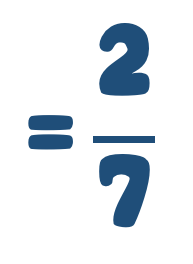 = 2/7